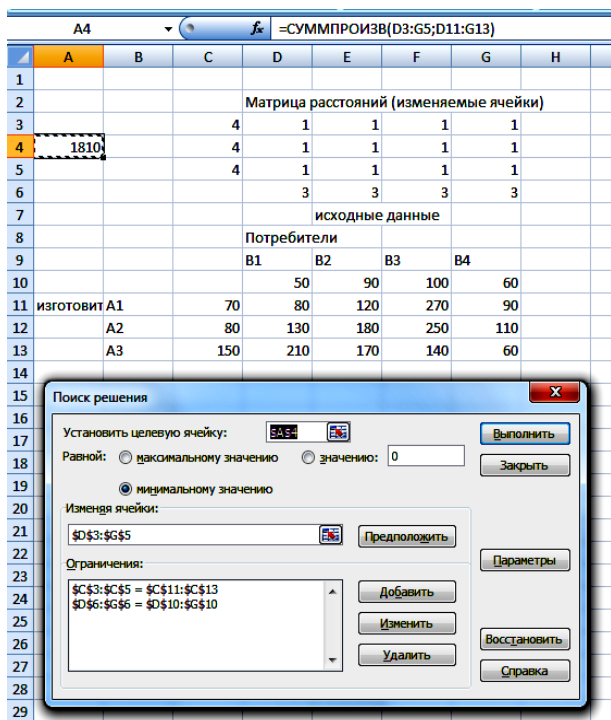 A4 fx =СУММПРОИЗВ(D3:G5;D11:G13)
A B C D E F G H
1
2 Матрица расстояний (изменяемые ячейки)
3 4 1 1 1 1
4 1810 4 1 1 1 1
5 4 1 1 1 1
6 3 3 3 3
7 исходные данные
8 Потребители
9 B1 B2 B3 B4
10 50 90 100 60
11 изготовит A1 70 80 120 270 90
12 A2 80 130 180 250 110
13 A3 150 210 170 140 60
14
15
16
17
18
19
20
21
22
23
24
25
26
27
28
29
Поиск решения
Установить целевую ячейку: $A$4 Выполнить
Равной: максимальному значению значению: 0 Закрыть
минимальному значению
Изменяя ячейки:
$D$3:$G$5 Предположить
Ограничения: Параметры
$C$3:$C$5 = $C$11:$C$13 Добавить
$D$6:$G$6 = $D$10:$G$10
Изменить
Восстановить
Удалить
Справка